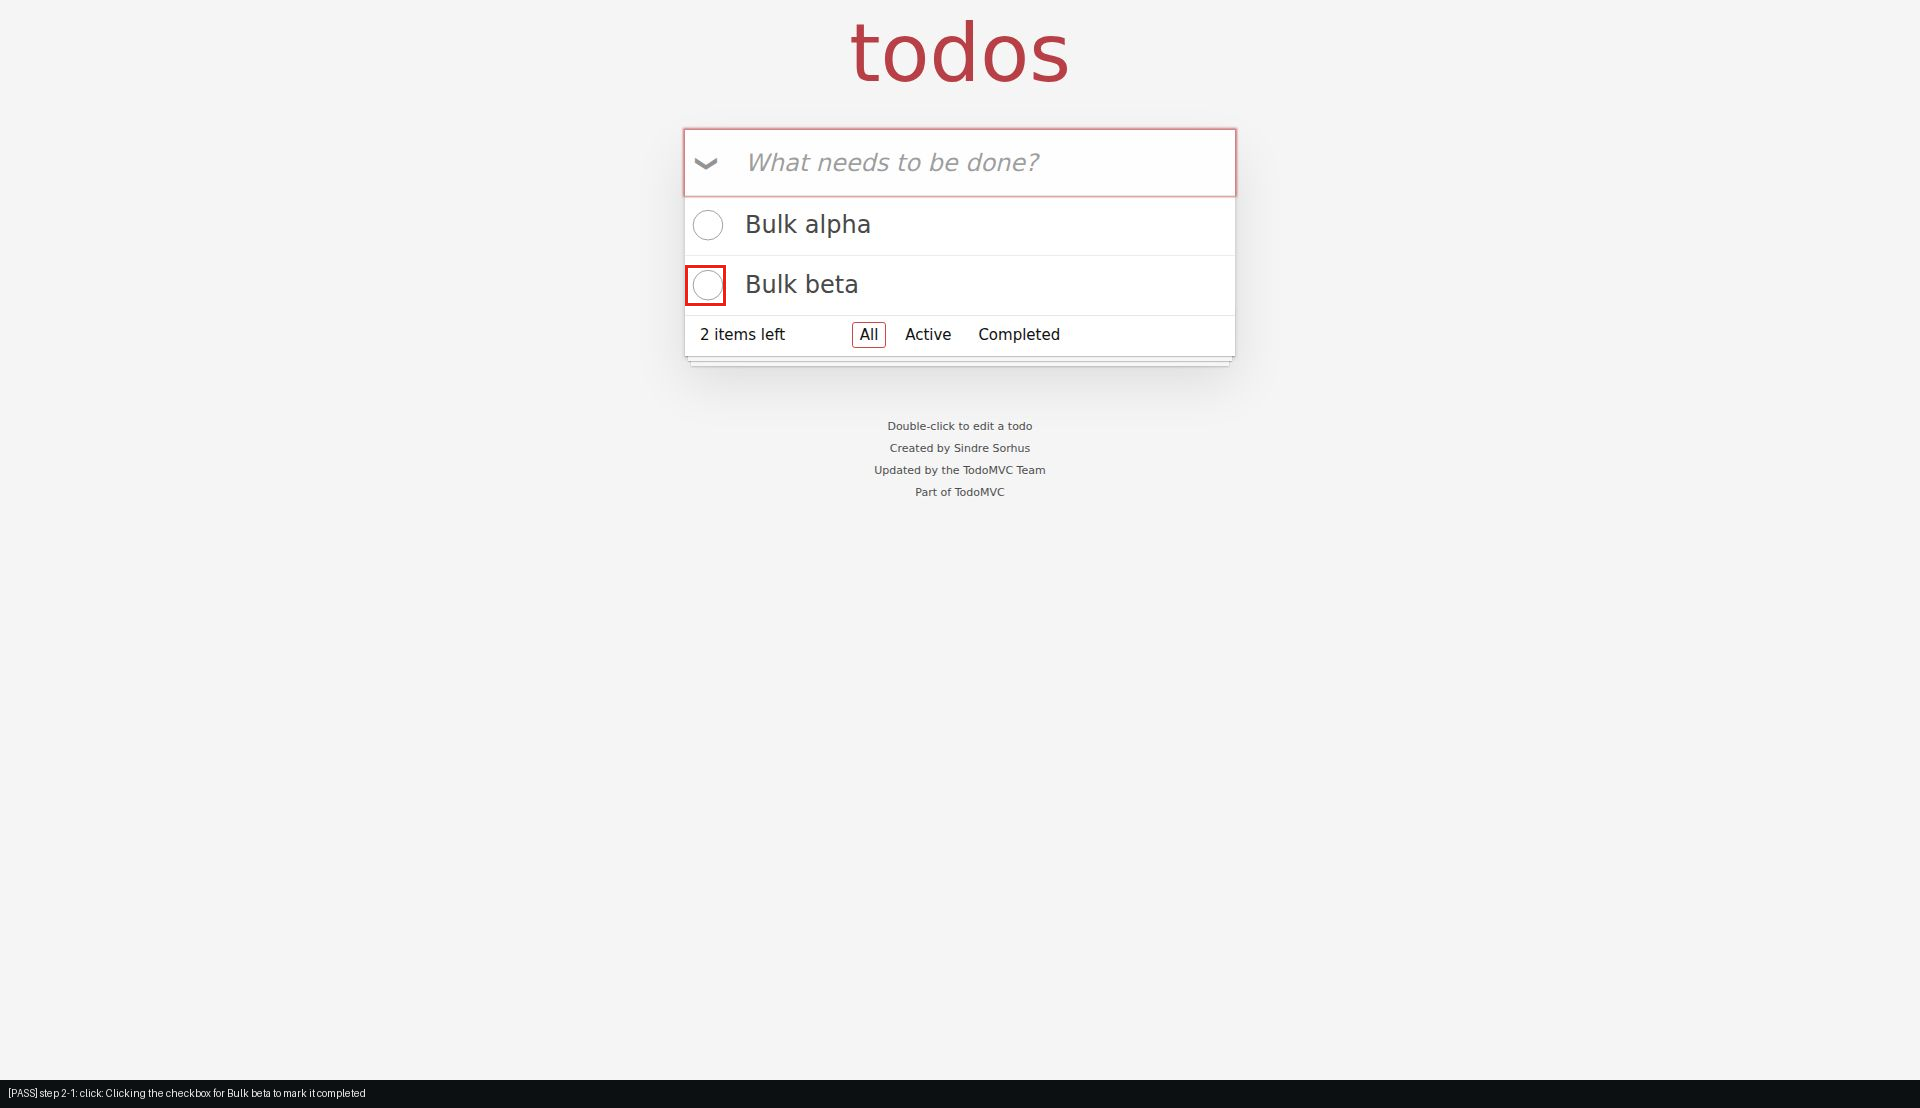 todos
What needs to be done?
Bulk alpha
Bulk beta
2 items left All Active Completed
Double-click to edit a todo
Created by Sindre Sorhus
Updated by the TodoMVC Team
Part of TodoMVC
[PASS] step 2-1: click: Clicking the checkbox for Bulk beta to mark it completed